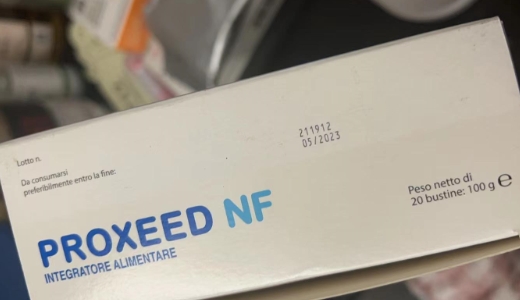 Lotto n.
211912
Da consumarsi
preferibilmente entro la fine:
05/2023
PROXEED NF
INTEGRATORE ALIMENTARE
Peso netto di
20 bustine: 100 g ℮